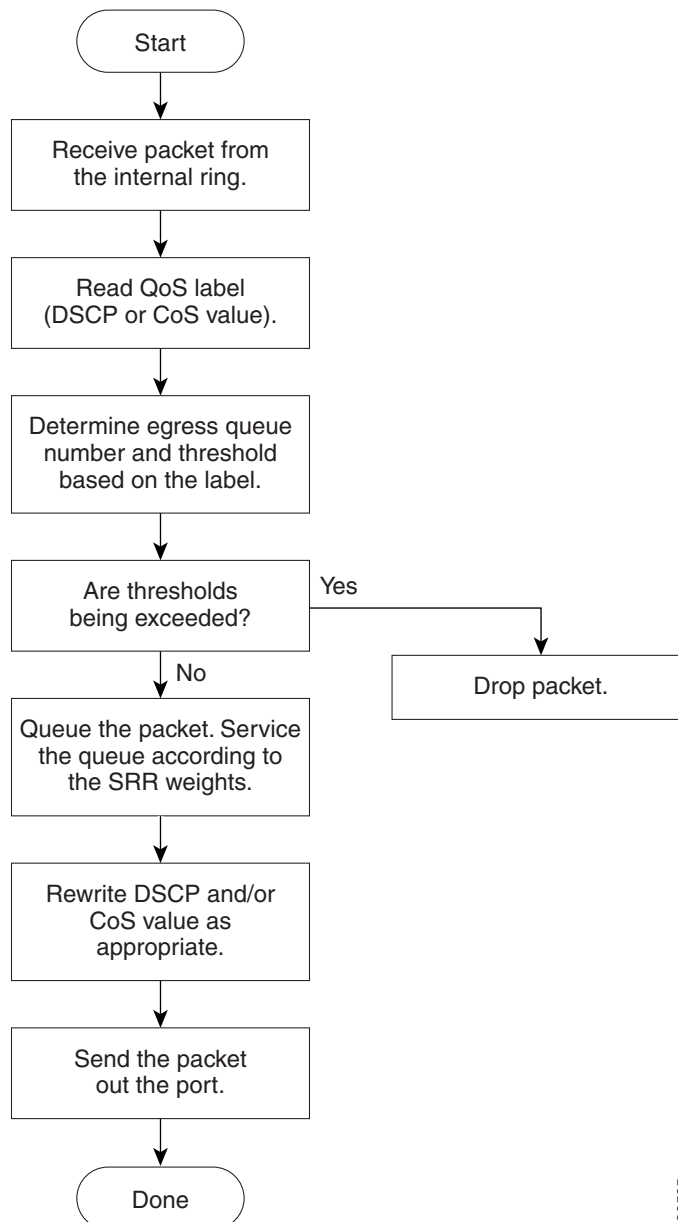 Start
Receive packet from
the internal ring.
Read QoS label
(DSCP or CoS value).
Determine egress queue
number and threshold
based on the label.
Are thresholds
being exceeded?
Yes
No
Drop packet.
Queue the packet. Service
the queue according to
the SRR weights.
Rewrite DSCP and/or
CoS value as
appropriate.
Send the packet
out the port.
Done